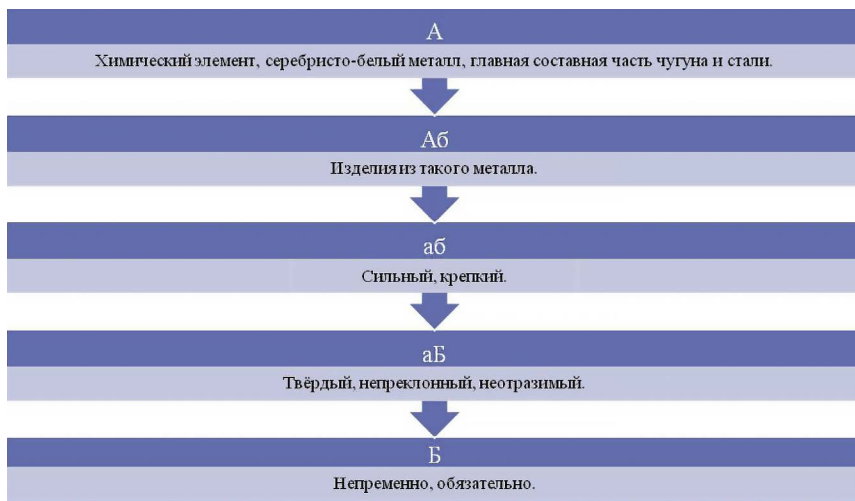 А
Химический элемент, серебристо-белый металл, главная составная часть чугуна и стали.
Аб
Изделия из такого металла.
аб
Сильный, крепкий.
аБ
Твёрдый, непреклонный, неотразимый.
Б
Непременно, обязательно.